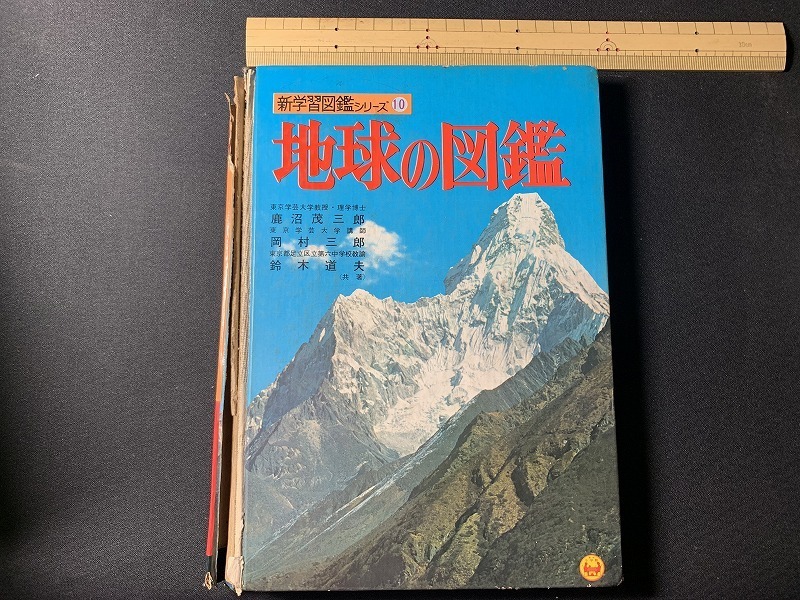 新学習図鑑シリーズ10
地球の図鑑
東京学芸大学教授・理学博士
鹿沼茂三郎
東京学芸大学講師
岡村三郎
東京都足立区立第六中学校教諭
鈴木道夫
(共著)